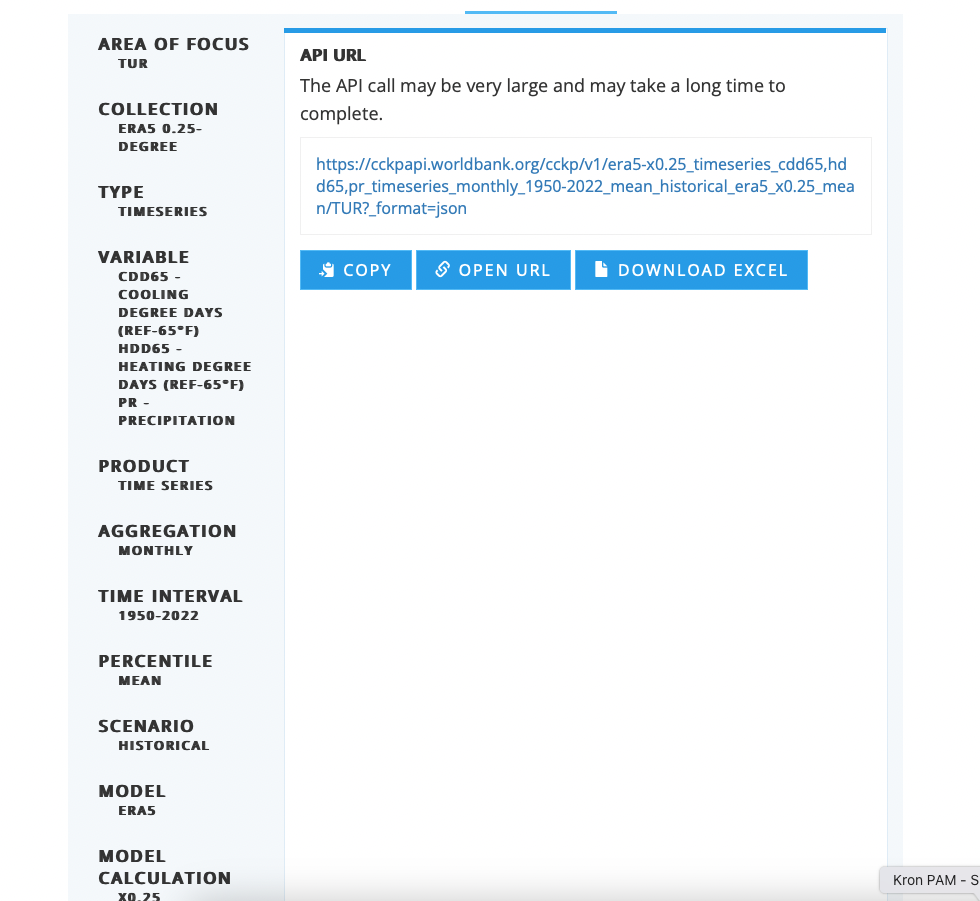 AREA OF FOCUS
TUR
COLLECTION
ERA5 0.25-
DEGREE
TYPE
TIMESERIES
VARIABLE
CDD65 -
COOLING
DEGREE DAYS
(REF-65°F)
HDD65 -
HEATING DEGREE
DAYS (REF-65°F)
PR -
PRECIPITATION
PRODUCT
TIME SERIES
AGGREGATION
MONTHLY
TIME INTERVAL
1950-2022
PERCENTILE
MEAN
SCENARIO
HISTORICAL
MODEL
ERA5
MODEL
CALCULATION
X0.25
API URL
The API call may be very large and may take a long time to
complete.
https://cckpapi.worldbank.org/cckp/v1/era5-x0.25_timeseries_cdd65,hd
d65,pr_timeseries_monthly_1950-2022_mean_historical_era5_x0.25_mea
n/TUR?_format=json
COPY
OPEN URL
DOWNLOAD EXCEL
Kron PAM - S